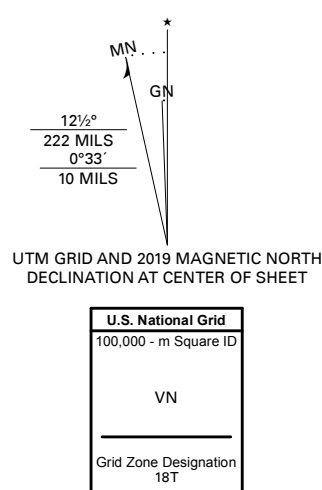 ★
MN
GN
12½°
222 MILS
0°33´
10 MILS
UTM GRID AND 2019 MAGNETIC NORTH
DECLINATION AT CENTER OF SHEET
U.S. National Grid
100,000 - m Square ID
VN
Grid Zone Designation
18T